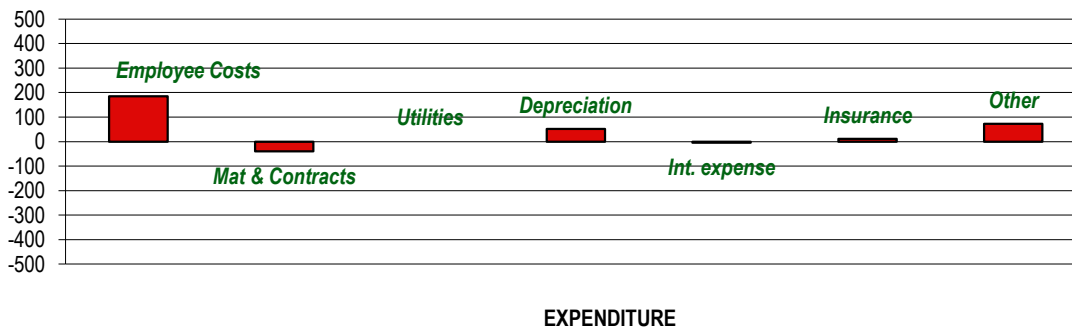 500
400
300
200
100
0
-100
-200
-300
-400
-500
Employee Costs
Mat & Contracts
Utilities
Depreciation
Int. expense
Insurance
Other
EXPENDITURE